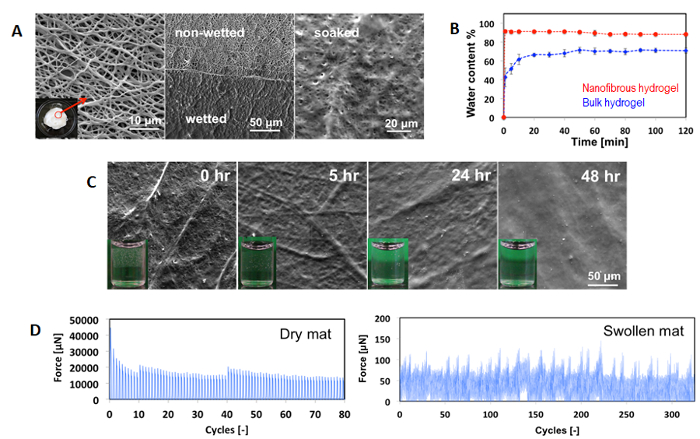 A
non-wetted
wetted
soaked
10 µm
50 µm
20 µm
B
Water content %
100
80
60
40
20
0
Nanofibrous hydrogel
Bulk hydrogel
0 20 40 60 80 100 120
Time [min]
C
0 hr
5 hr
24 hr
48 hr
50 µm
D
Force [µN]
50000
40000
30000
20000
10000
0
Dry mat
0 10 20 30 40 50 60 70 80
Cycles [-]
Force [µN]
200
150
100
50
0
Swollen mat
0 50 100 150 200 250 300
Cycles [-]